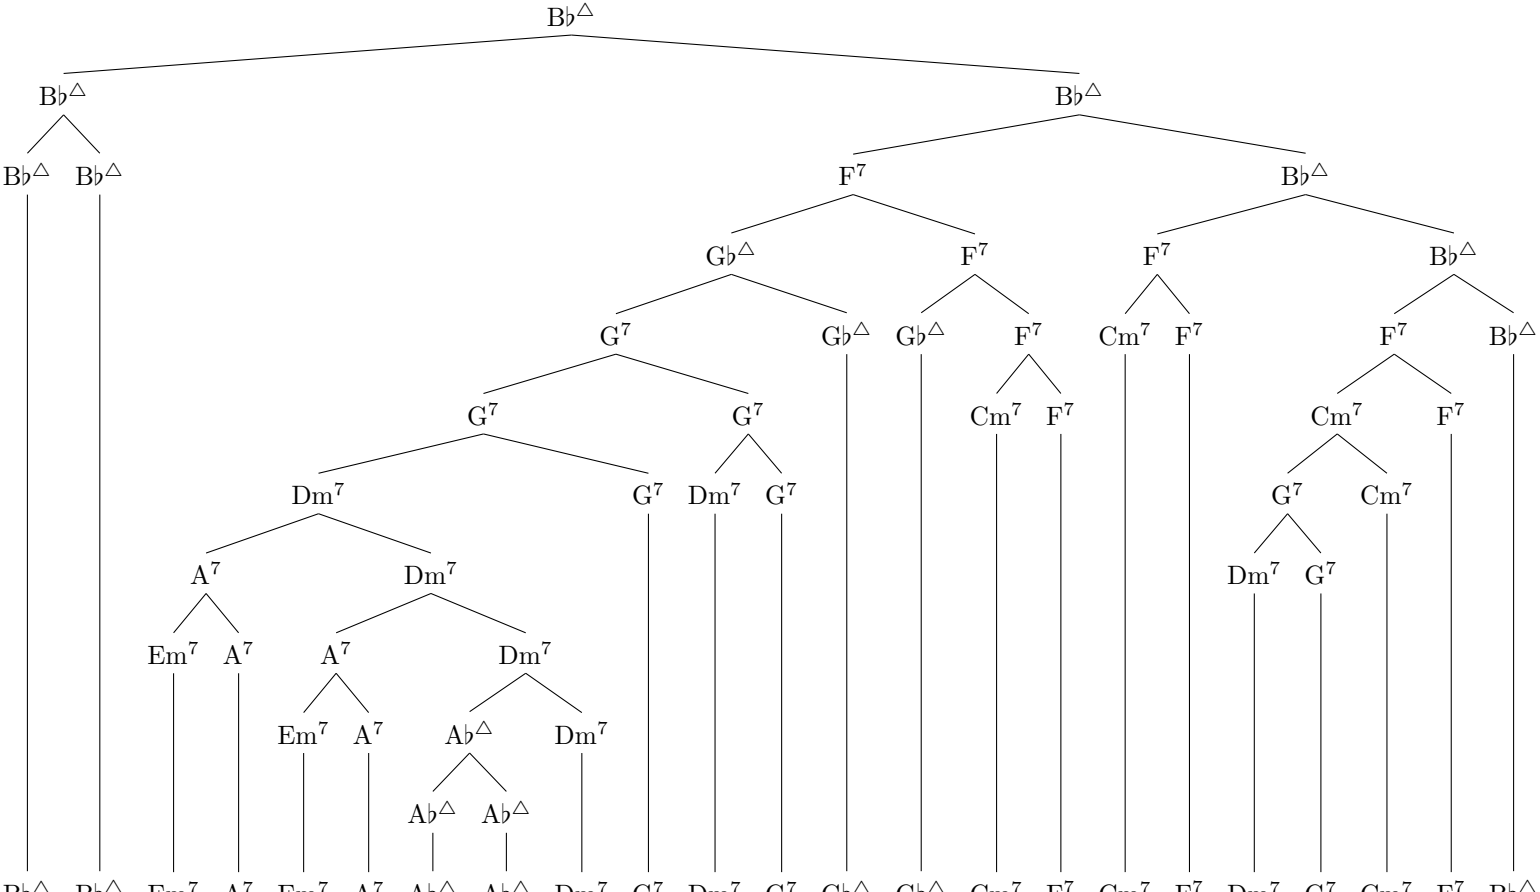 B♭△
B♭△ B♭△
B♭△ B♭△ F⁷ B♭△
G♭△ F⁷ F⁷ B♭△
G⁷ G♭△ G♭△ F⁷ Cm⁷ F⁷ F⁷ B♭△
G⁷ G⁷ Cm⁷ F⁷ Cm⁷ F⁷
Dm⁷ G⁷ Dm⁷ G⁷ G⁷ Cm⁷
A⁷ Dm⁷ Dm⁷ G⁷
Em⁷ A⁷ A⁷ Dm⁷
Em⁷ A⁷ A♭△ Dm⁷
A♭△ A♭△
B♭△ B♭△ Em⁷ A⁷ Em⁷ A⁷ A♭△ A♭△ Dm⁷ G⁷ Dm⁷ G⁷ G♭△ G♭△ Cm⁷ F⁷ Cm⁷ F⁷ Dm⁷ G⁷ Cm⁷ F⁷ B♭△